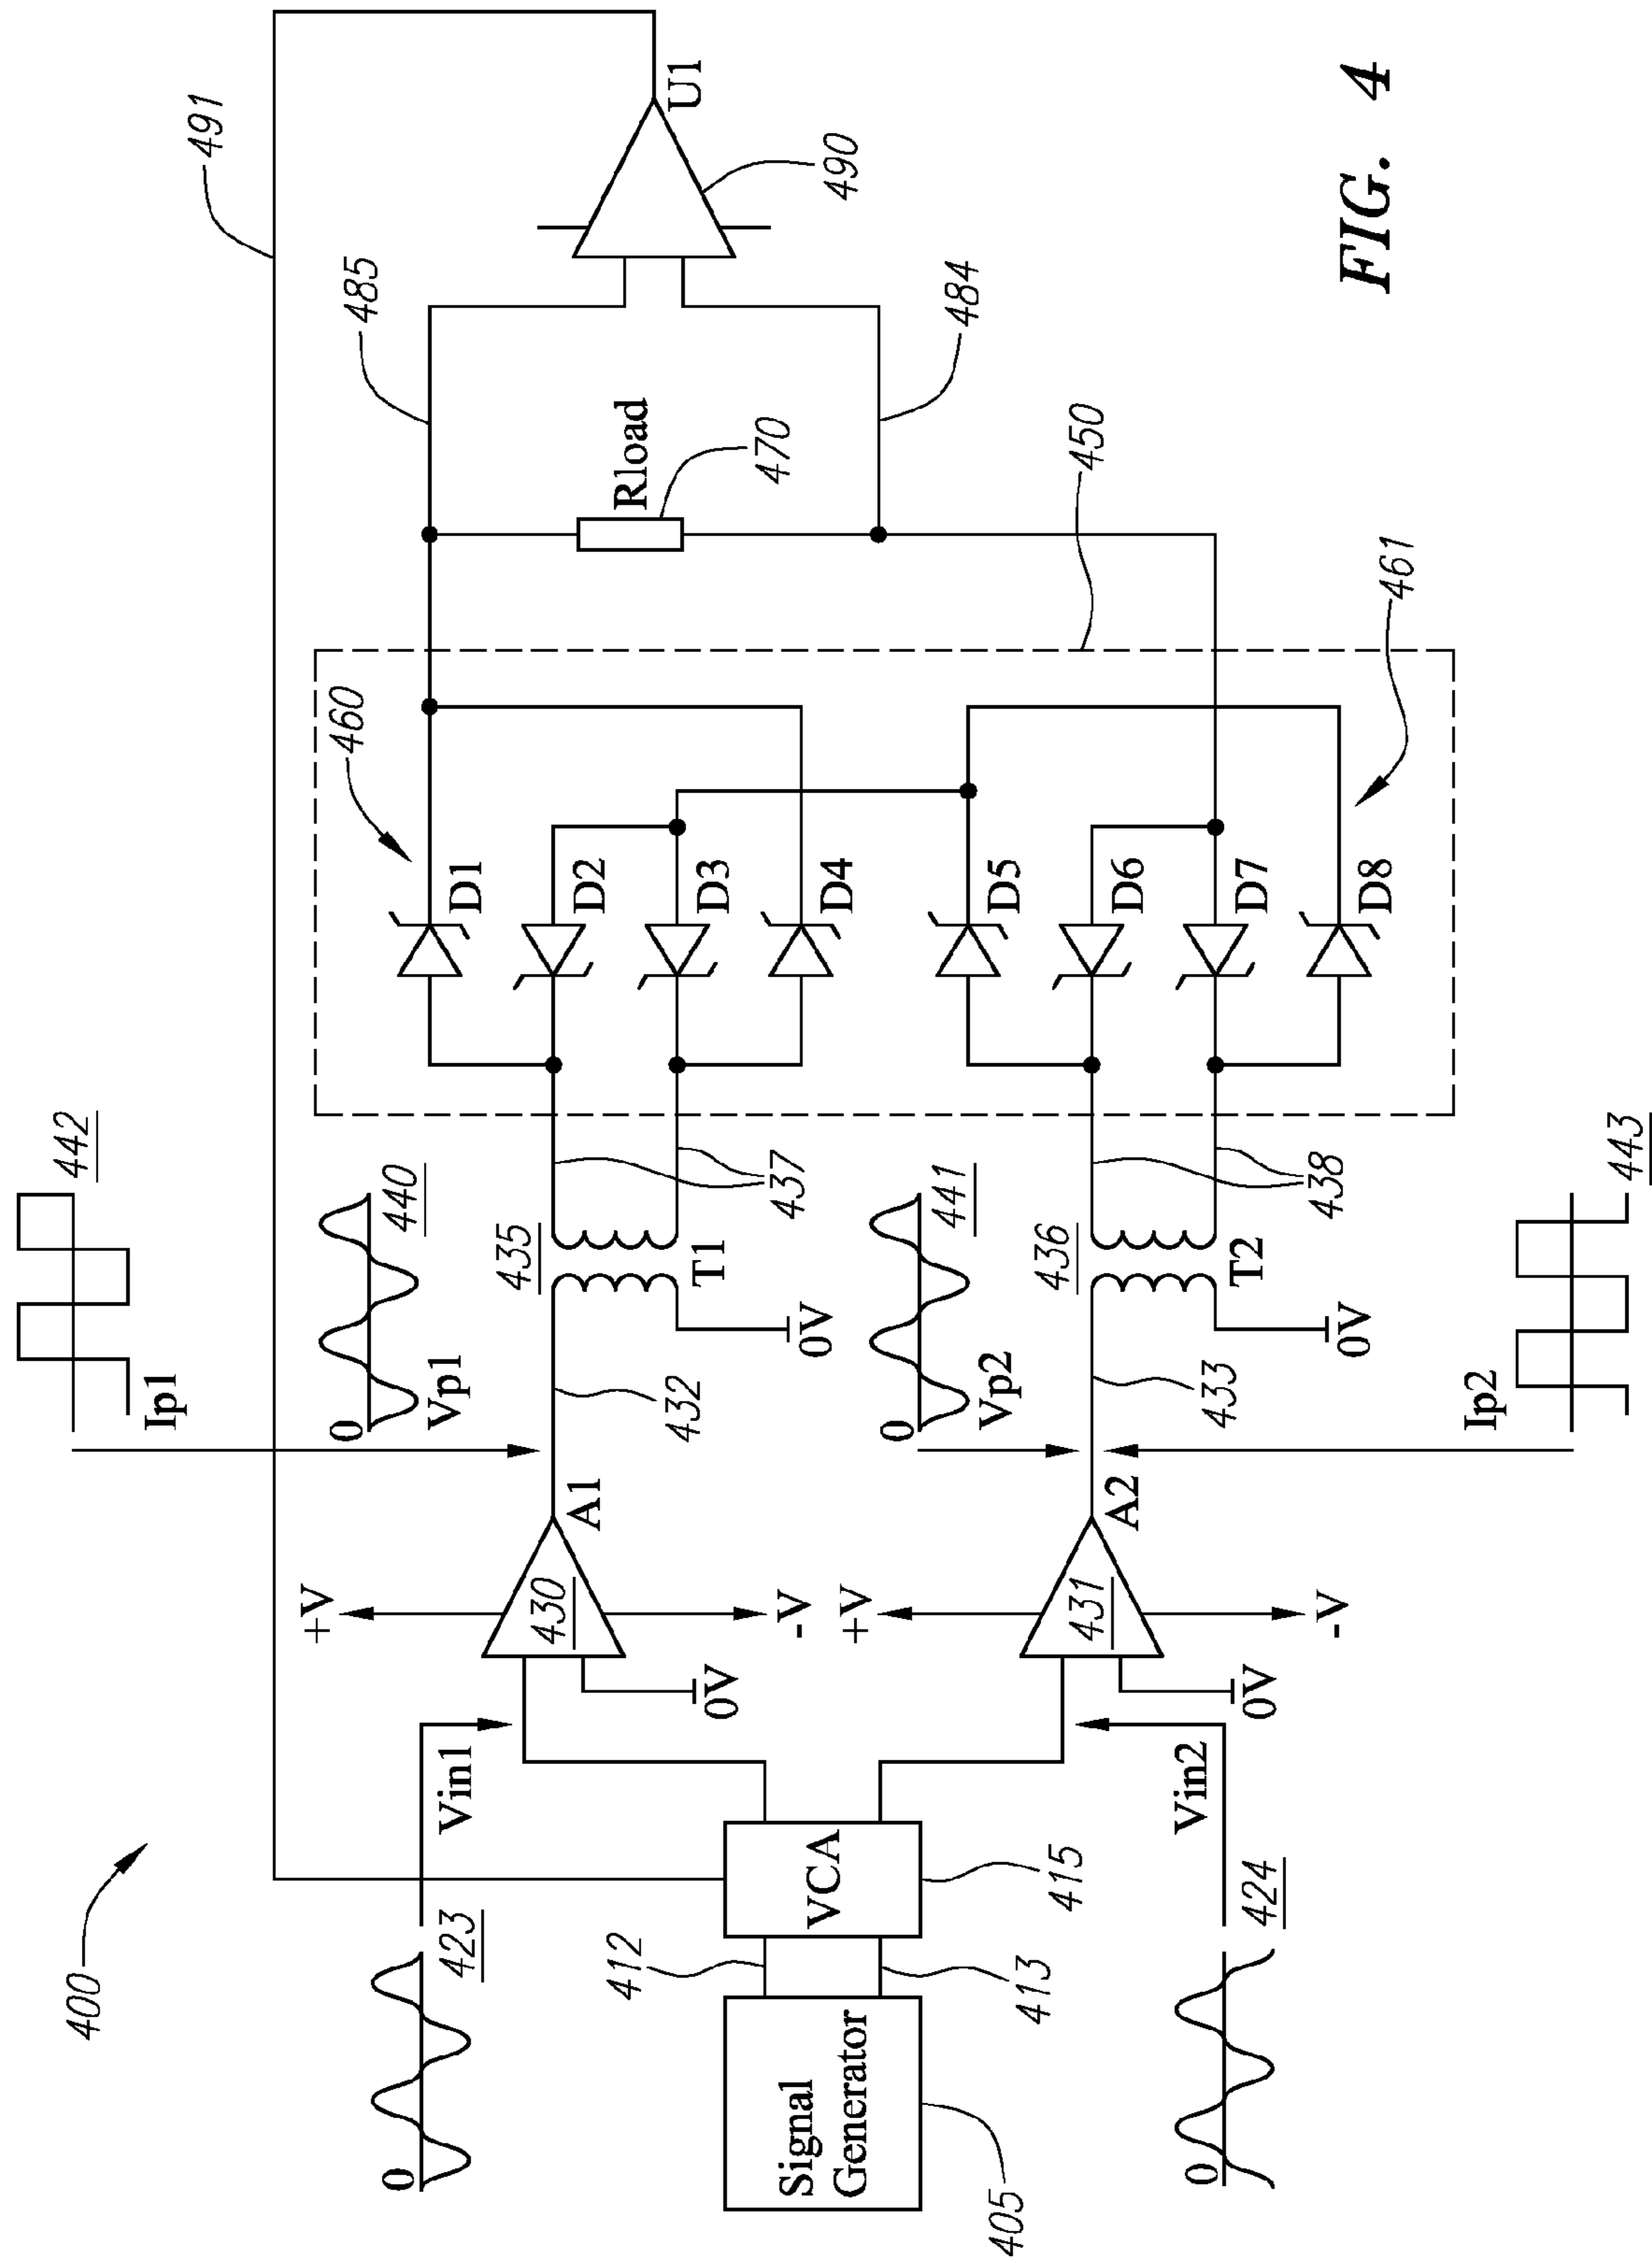 400
491
442
Ip1
423
0
Vin1
+V
0
Vp1
440
460
485
Signal
Generator
405
412
413
VCA
415
430
A1
0V
-V
432
435
T1
0V
437
D1
D2
D3
D4
Rload
470
U1
490
484
450
424
0
Vin2
+V
431
A2
0V
-V
0
Vp2
441
433
436
T2
0V
438
D5
D6
D7
D8
461
Ip2
443
FIG. 4